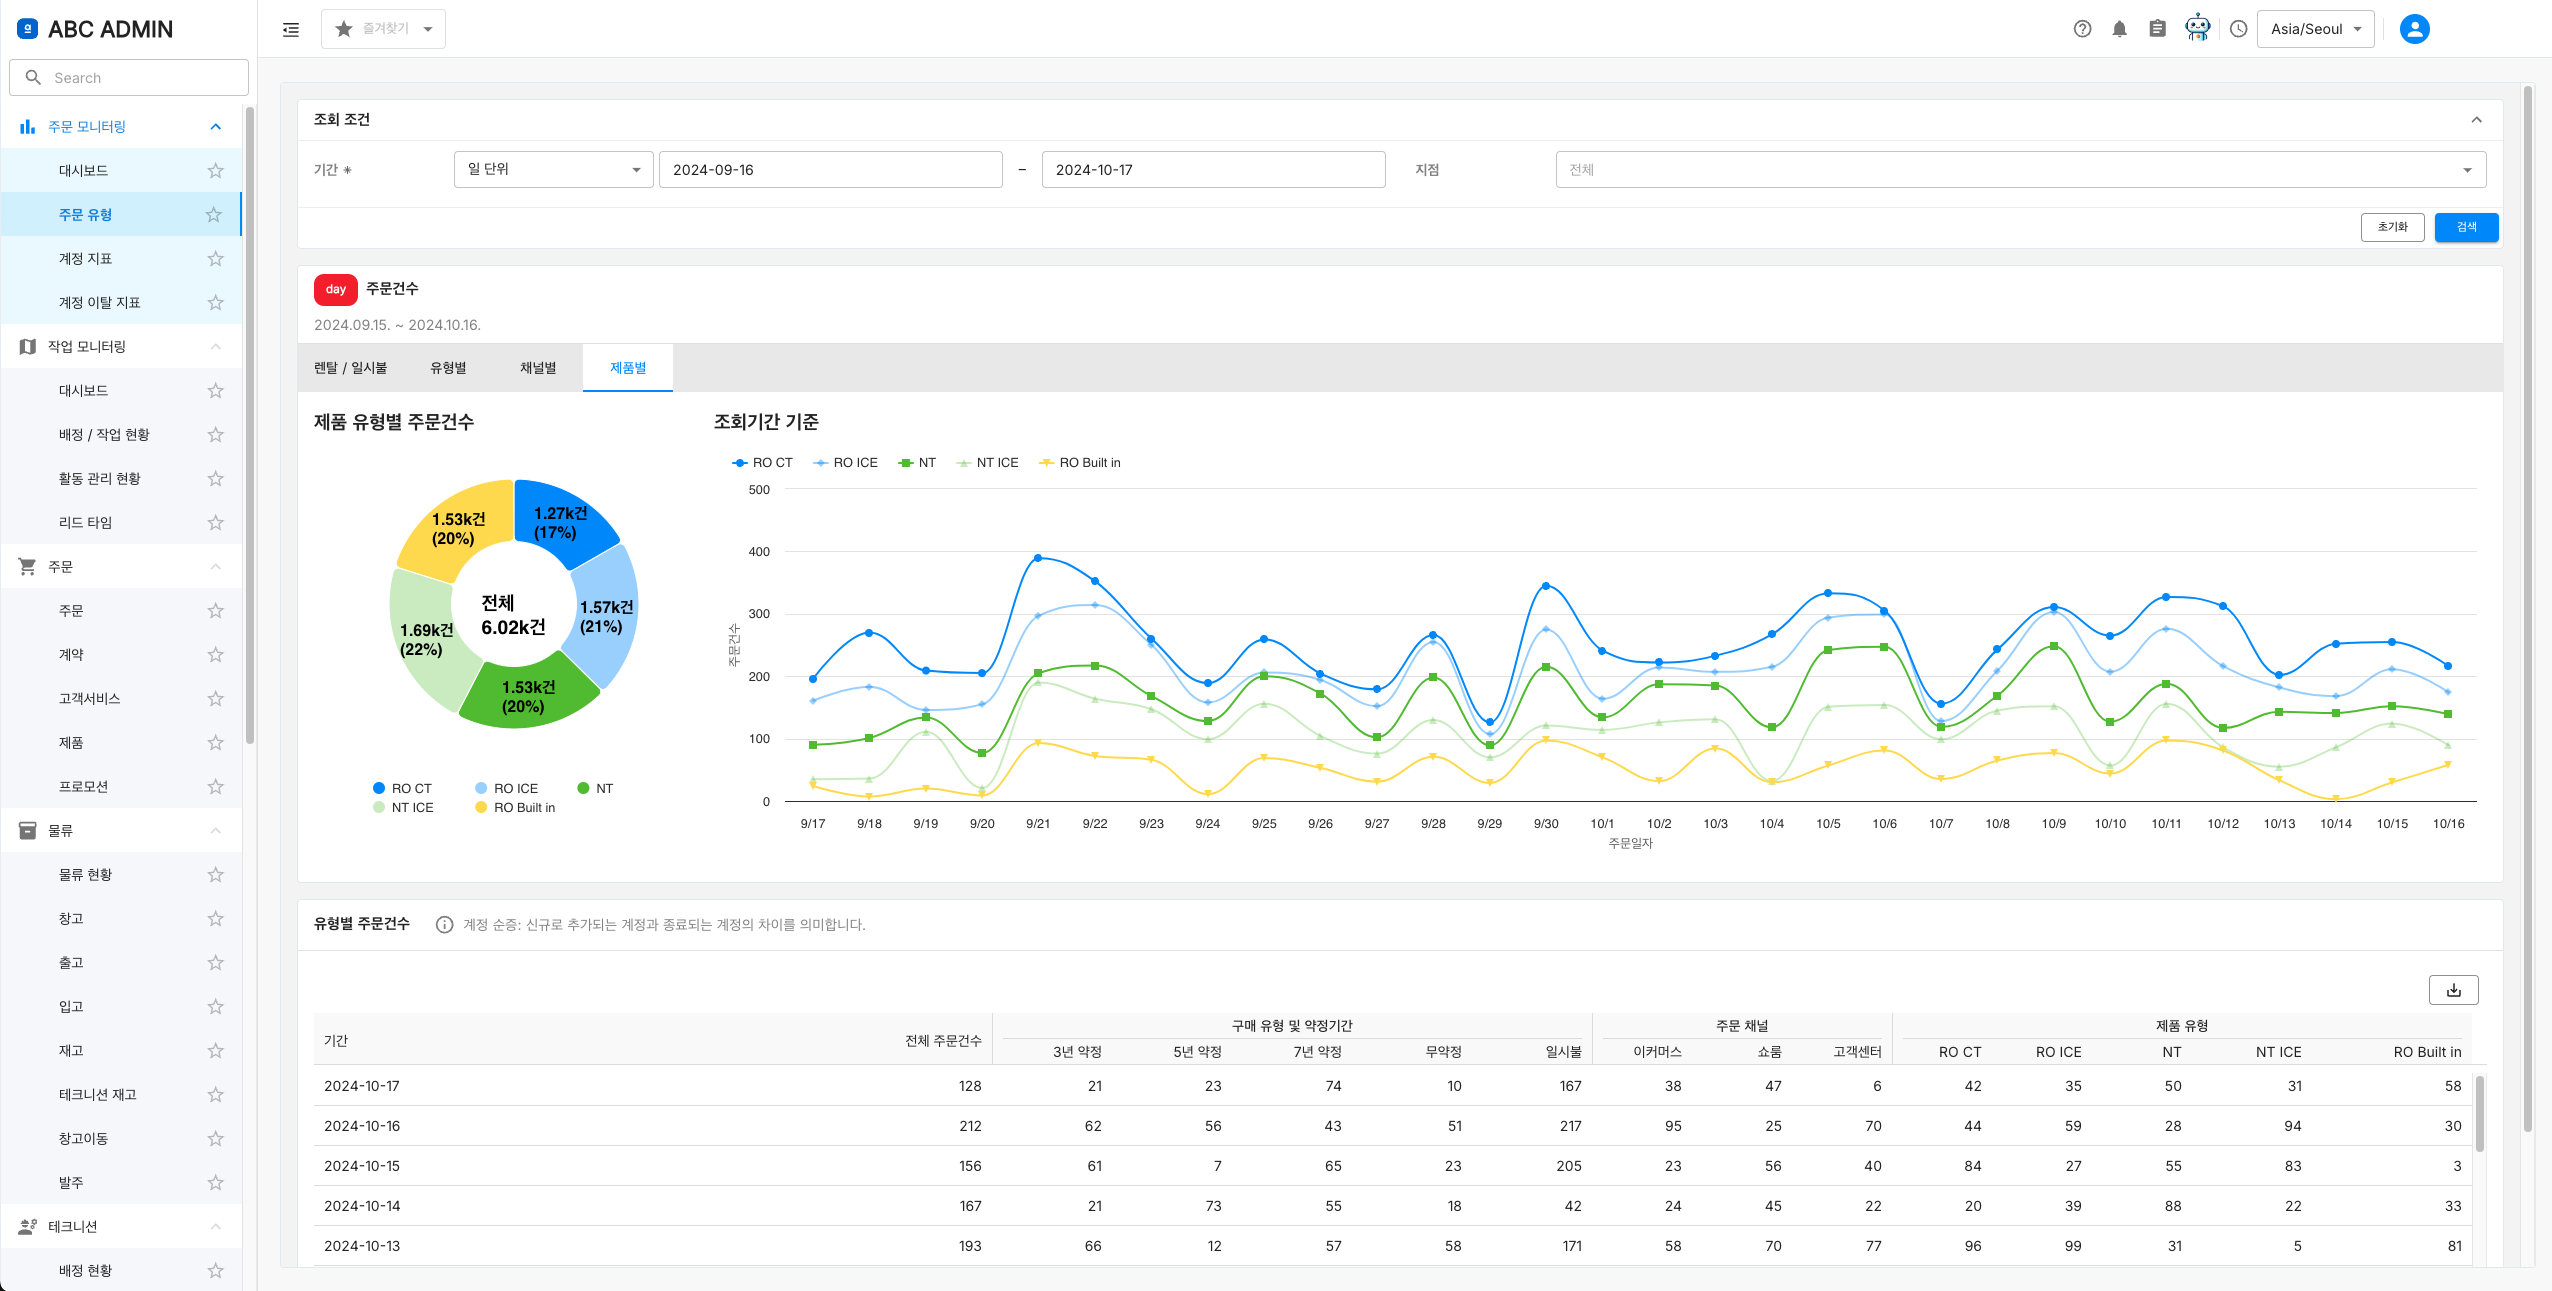 ABC ADMIN
Search
주문 모니터링
대시보드
주문 유형
계정 지표
계정 이탈 지표
작업 모니터링
대시보드
배정 / 작업 현황
활동 관리 현황
리드 타임
주문
주문
계약
고객서비스
제품
프로모션
물류
물류 현황
창고
출고
입고
재고
테크니션 재고
창고이동
발주
테크니션
배정 현황
즐겨찾기
Asia/Seoul
조회 조건
기간 *
일 단위
2024-09-16
–
2024-10-17
지점
전체
초기화
검색
day
주문건수
2024.09.15. ~ 2024.10.16.
렌탈 / 일시불
유형별
채널별
제품별
제품 유형별 주문건수
1.53k건
(20%)
1.27k건
(17%)
1.57k건
(21%)
1.69k건
(22%)
1.53k건
(20%)
전체
6.02k건
RO CT
RO ICE
NT
NT ICE
RO Built in
조회기간 기준
RO CT
RO ICE
NT
NT ICE
RO Built in
주문건수
500
400
300
200
100
0
9/17 9/18 9/19 9/20 9/21 9/22 9/23 9/24 9/25 9/26 9/27 9/28 9/29 9/30 10/1 10/2 10/3 10/4 10/5 10/6 10/7 10/8 10/9 10/10 10/11 10/12 10/13 10/14 10/15 10/16
주문일자
유형별 주문건수
계정 순증: 신규로 추가되는 계정과 종료되는 계정의 차이를 의미합니다.
기간 전체 주문건수 구매 유형 및 약정기간 주문 채널 제품 유형
3년 약정 5년 약정 7년 약정 무약정 일시불 이커머스 쇼룸 고객센터 RO CT RO ICE NT NT ICE RO Built in
2024-10-17 128 21 23 74 10 167 38 47 6 42 35 50 31 58
2024-10-16 212 62 56 43 51 217 95 25 70 44 59 28 94 30
2024-10-15 156 61 7 65 23 205 23 56 40 84 27 55 83 3
2024-10-14 167 21 73 55 18 42 24 45 22 20 39 88 22 33
2024-10-13 193 66 12 57 58 171 58 70 77 96 99 31 5 81